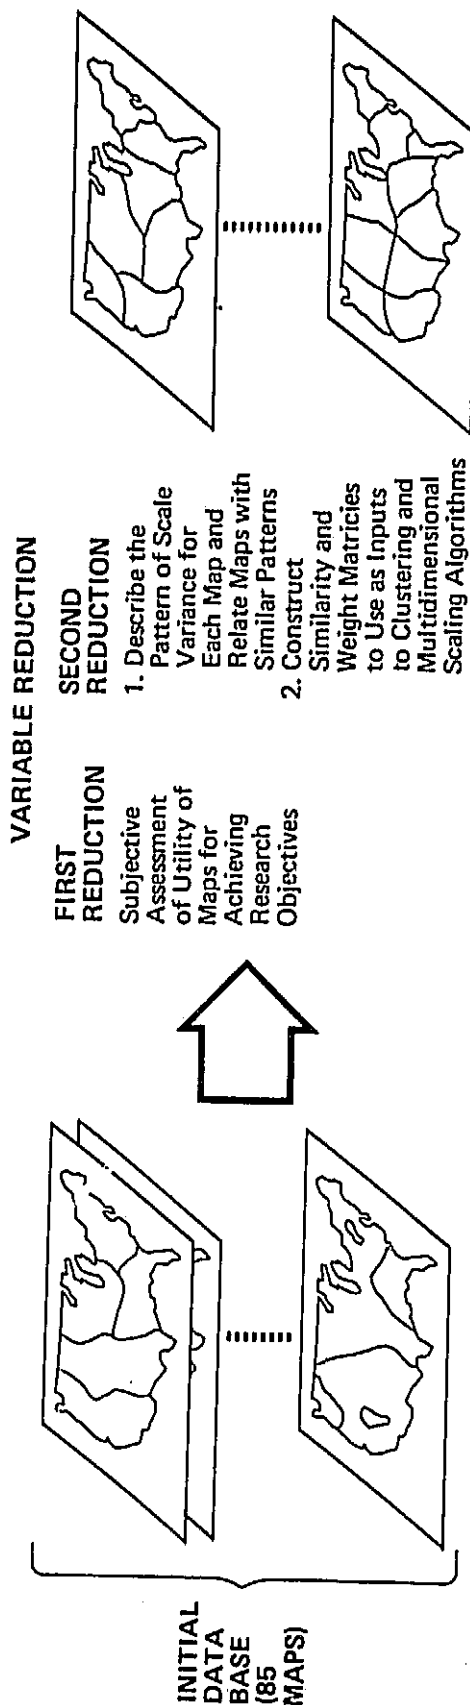 VARIABLE REDUCTION
INITIAL
DATA
BASE
(85
MAPS)
FIRST
REDUCTION
Subjective
Assessment
of Utility of
Maps for
Achieving
Research
Objectives
SECOND
REDUCTION
1. Describe the
Pattern of Scale
Variance for
Each Map and
Relate Maps with
Similar Patterns
2. Construct
Similarity and
Weight Matricies
to Use as Inputs
to Clustering and
Multidimensional
Scaling Algorithms